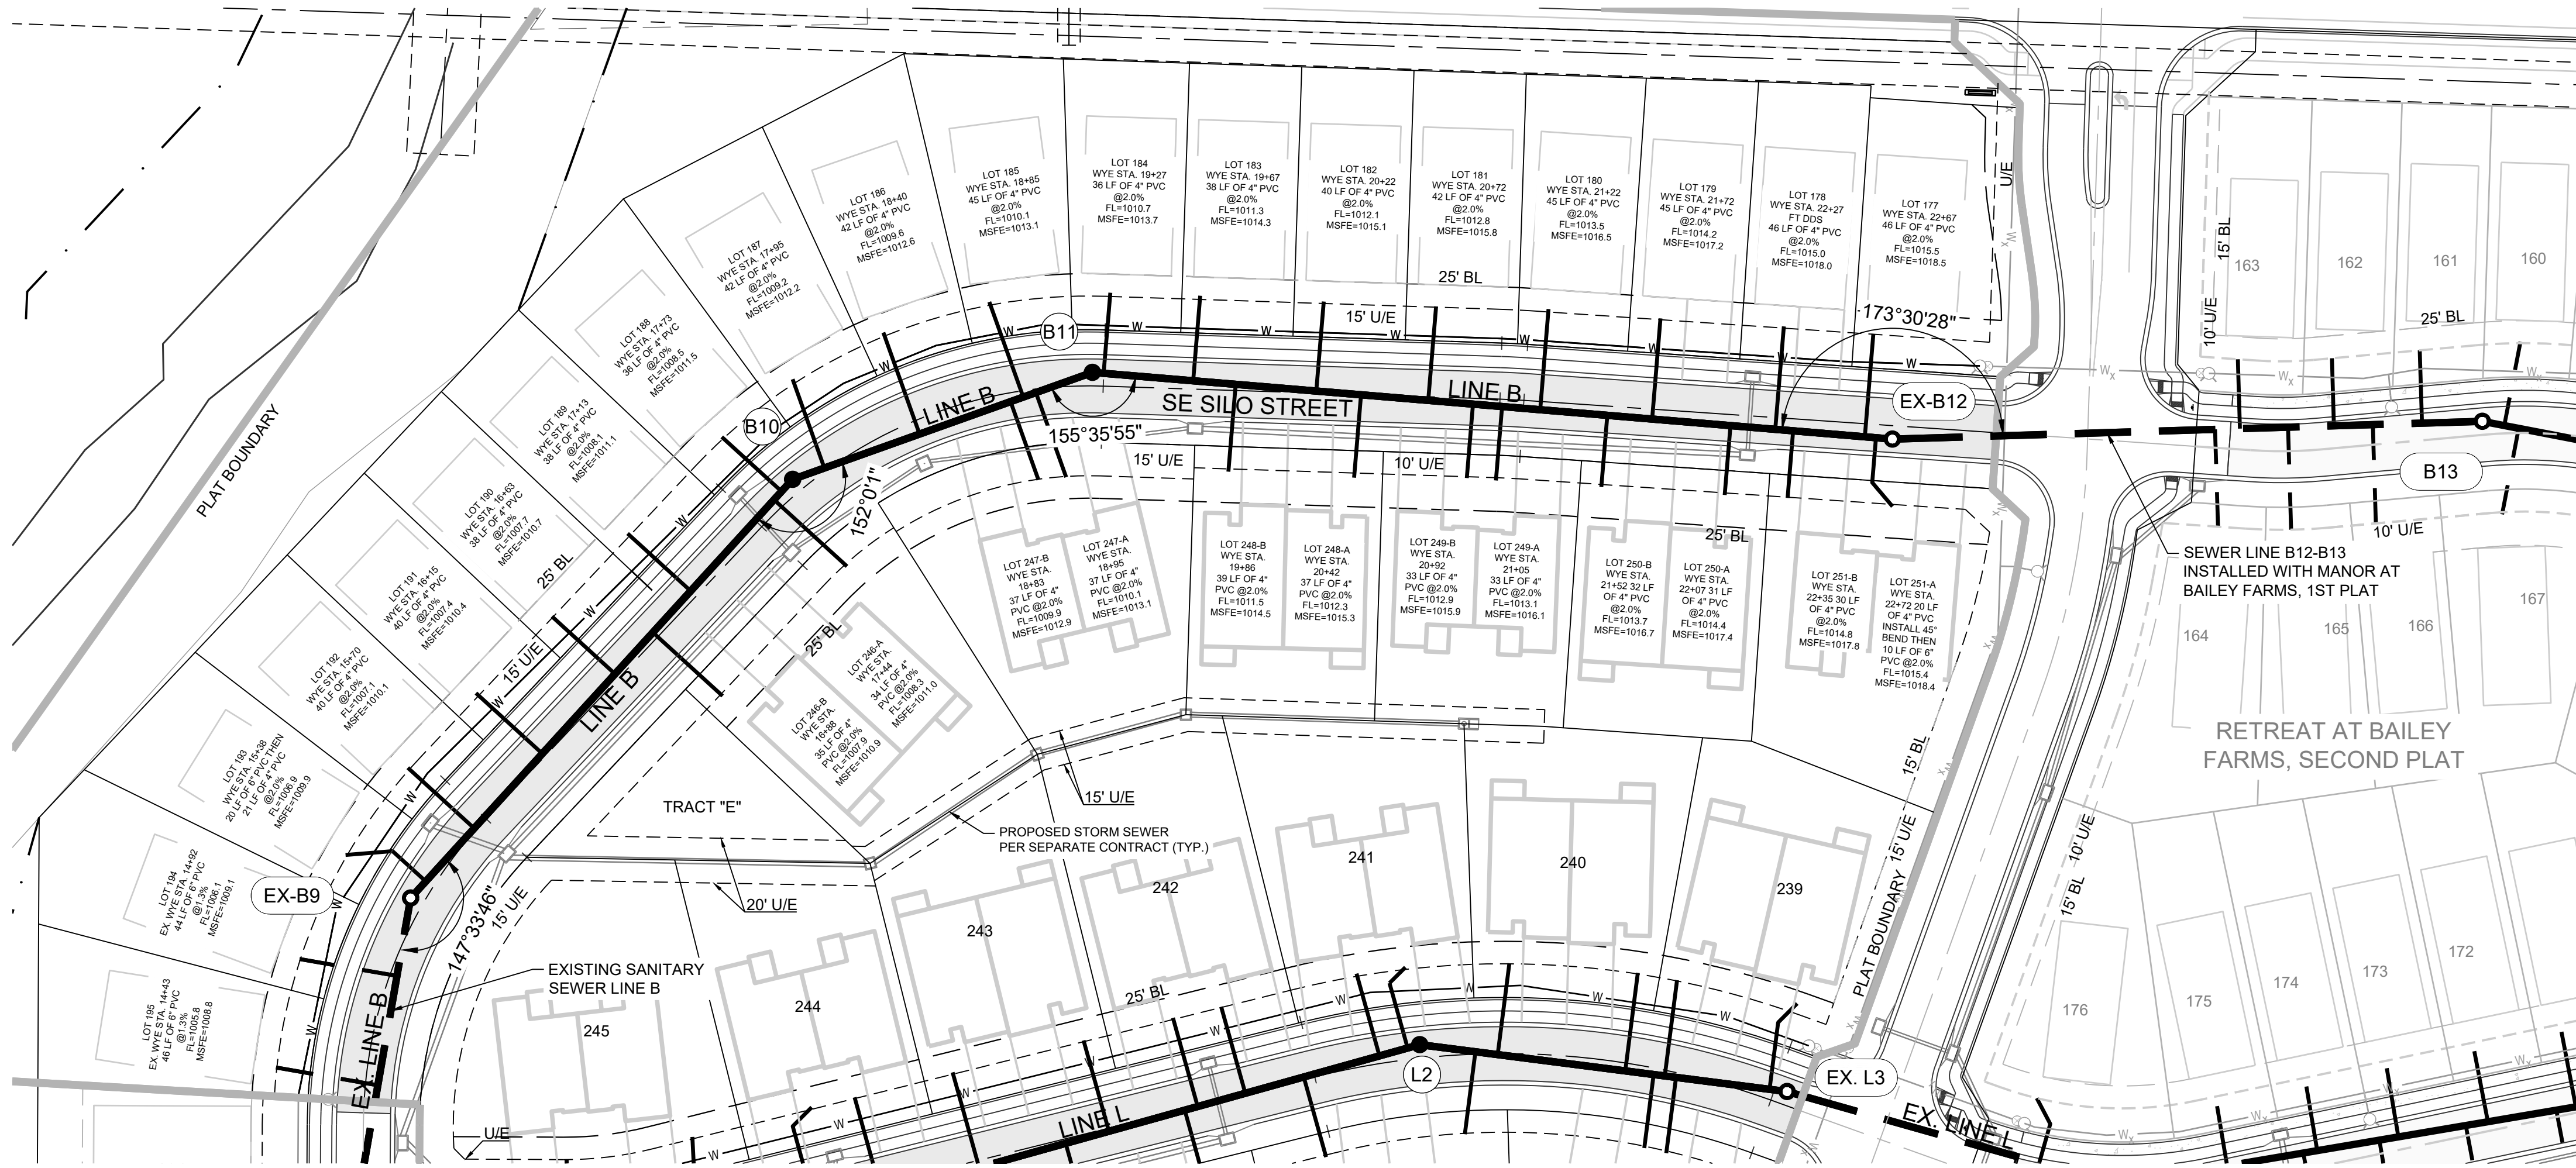 LOT 184
WYE STA. 19+27
36 LF OF 4" PVC
@2.0%
FL=1010.7
MSFE=1013.7
LOT 183
WYE STA. 19+67
38 LF OF 4" PVC
@2.0%
FL=1011.3
MSFE=1014.3
LOT 182
WYE STA. 20+22
40 LF OF 4" PVC
@2.0%
FL=1012.1
MSFE=1015.1
LOT 181
WYE STA. 20+72
42 LF OF 4" PVC
@2.0%
FL=1012.8
MSFE=1015.8
LOT 180
WYE STA. 21+22
45 LF OF 4" PVC
@2.0%
FL=1013.5
MSFE=1016.5
LOT 179
WYE STA. 21+72
45 LF OF 4" PVC
@2.0%
FL=1014.2
MSFE=1017.2
LOT 178
WYE STA. 22+27
FT DDS
46 LF OF 4" PVC
@2.0%
FL=1015.0
MSFE=1018.0
LOT 177
WYE STA. 22+67
46 LF OF 4" PVC
@2.0%
FL=1015.5
MSFE=1018.5
LOT 185
WYE STA. 18+85
45 LF OF 4" PVC
@2.0%
FL=1010.1
MSFE=1013.1
LOT 186
WYE STA. 18+40
42 LF OF 4" PVC
@2.0%
FL=1009.6
MSFE=1012.6
LOT 187
WYE STA. 17+95
42 LF OF 4" PVC
@2.0%
FL=1009.2
MSFE=1012.2
LOT 188
WYE STA. 17+73
36 LF OF 4" PVC
@2.0%
FL=1008.5
MSFE=1011.5
LOT 189
WYE STA. 17+13
38 LF OF 4" PVC
@2.0%
FL=1008.1
MSFE=1011.1
LOT 190
WYE STA. 16+63
38 LF OF 4" PVC
@2.0%
FL=1007.7
MSFE=1010.7
LOT 191
WYE STA. 16+15
40 LF OF 4" PVC
@2.0%
FL=1007.4
MSFE=1010.4
LOT 192
WYE STA. 15+70
40 LF OF 4" PVC
@2.0%
FL=1007.1
MSFE=1010.1
LOT 193
WYE STA. 15+38
20 LF OF 6" PVC THEN
21 LF OF 4" PVC
@2.0%
FL=1006.9
MSFE=1009.9
LOT 194
EX. WYE STA. 14+92
44 LF OF 6" PVC
@1.3%
FL=1006.1
MSFE=1009.1
LOT 195
EX. WYE STA. 14+43
46 LF OF 6" PVC
@1.3%
FL=1005.8
MSFE=1008.8
PLAT BOUNDARY
25' BL
15' U/E
25' BL
15' U/E
U/E
173°30'28"
B11
B10
LINE B
LINE B
SE SILO STREET
EX-B12
155°35'55"
152°0'1"
15' U/E
10' U/E
25' BL
25' BL
LINE B
15' BL
10' U/E
163
162
161
160
25' BL
B13
10' U/E
SEWER LINE B12-B13
INSTALLED WITH MANOR AT
BAILEY FARMS, 1ST PLAT
164
165
166
167
RETREAT AT BAILEY
FARMS, SECOND PLAT
LOT 247-B
WYE STA.
18+83
37 LF OF 4"
PVC @2.0%
FL=1009.9
MSFE=1012.9
LOT 247-A
WYE STA.
18+95
37 LF OF 4"
PVC @2.0%
FL=1010.1
MSFE=1013.1
LOT 248-B
WYE STA.
19+86
39 LF OF 4"
PVC @2.0%
FL=1011.5
MSFE=1014.5
LOT 248-A
WYE STA.
20+42
37 LF OF 4"
PVC @2.0%
FL=1012.3
MSFE=1015.3
LOT 249-B
WYE STA.
20+92
33 LF OF 4"
PVC @2.0%
FL=1012.9
MSFE=1015.9
LOT 249-A
WYE STA.
21+05
33 LF OF 4"
PVC @2.0%
FL=1013.1
MSFE=1016.1
LOT 250-B
WYE STA.
21+52 32 LF
OF 4" PVC
@2.0%
FL=1013.7
MSFE=1016.7
LOT 250-A
WYE STA.
22+07 31 LF
OF 4" PVC
@2.0%
FL=1014.4
MSFE=1017.4
LOT 251-B
WYE STA.
22+35 30 LF
OF 4" PVC
@2.0%
FL=1014.8
MSFE=1017.8
LOT 251-A
WYE STA.
22+72 20 LF
OF 4" PVC
INSTALL 45°
BEND THEN
10 LF OF 6"
PVC @2.0%
FL=1015.4
MSFE=1018.4
LOT 246-A
WYE STA.
17+44
34 LF OF 4"
PVC @2.0%
FL=1008.3
MSFE=1011.0
LOT 246-B
WYE STA.
16+88
35 LF OF 4"
PVC @2.0%
FL=1007.9
MSFE=1010.9
TRACT "E"
15' U/E
PROPOSED STORM SEWER
PER SEPARATE CONTRACT (TYP.)
20' U/E
EX-B9
147°33'46"
15' U/E
EXISTING SANITARY
SEWER LINE B
EX. LINE B
245
244
243
242
241
240
239
25' BL
U/E
LINE L
L2
EX. L3
EX. LINE L
PLAT BOUNDARY
15' U/E
15' BL
15' BL
10' U/E
176
175
174
173
172